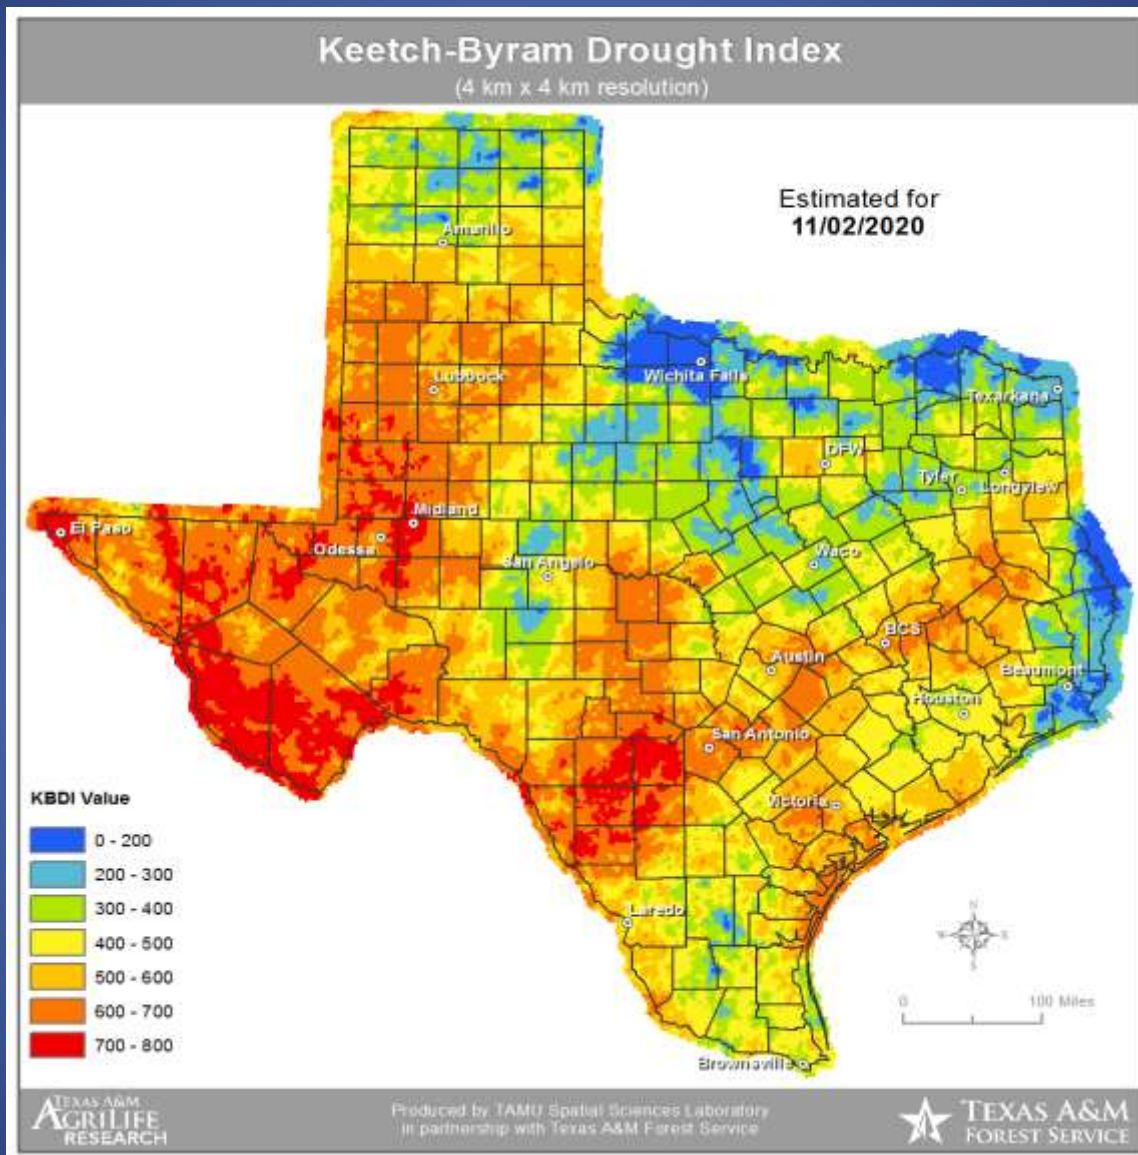 Keetch-Byram Drought Index
(4 km x 4 km resolution)
Estimated for
11/02/2020
Amarillo
Lubbock
Wichita Falls
Texarkana
DFW
Tyler
Longview
El Paso
Midland
Odessa
San Angelo
Waco
BCS
Austin
Beaumont
Houston
San Antonio
Victoria
Laredo
Brownsville
KBDI Value
0 - 200
200 - 300
300 - 400
400 - 500
500 - 600
600 - 700
700 - 800
N
W E
S
0 100 Miles
TEXAS A&M
AGRILIFE
RESEARCH
Produced by TAMU Spatial Sciences Laboratory
in partnership with Texas A&M Forest Service
TEXAS A&M
FOREST SERVICE